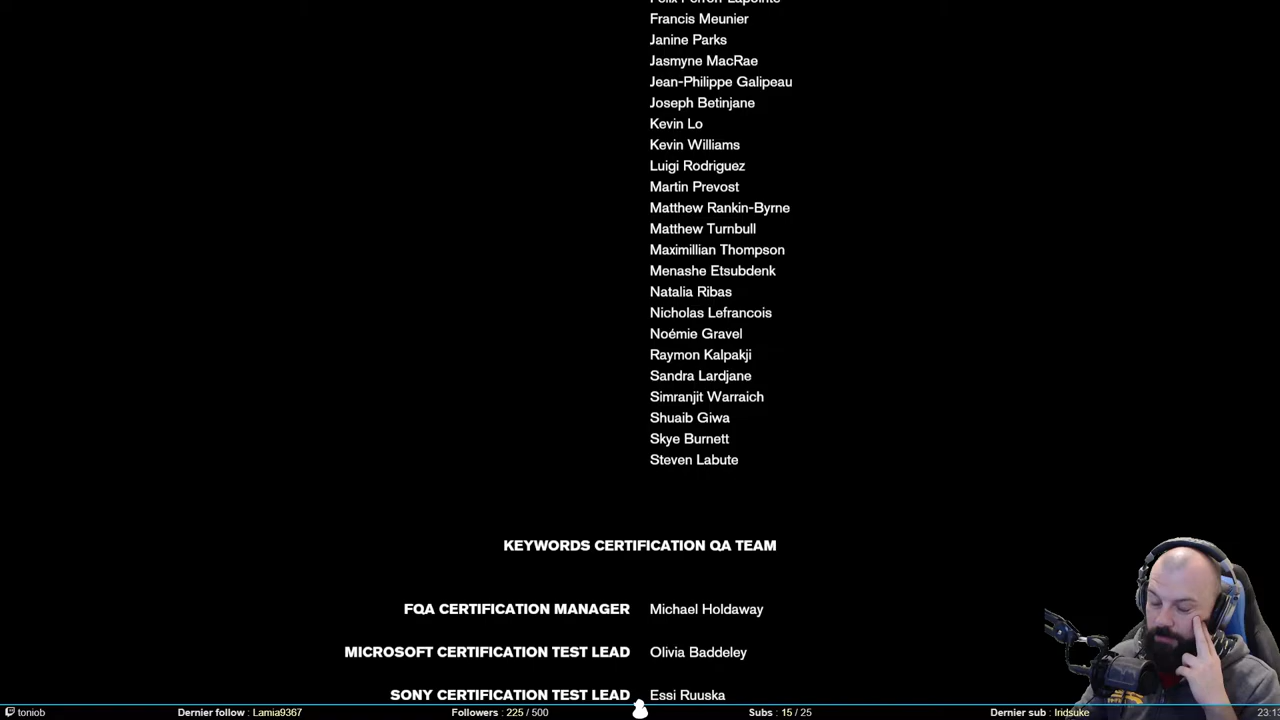 Felix Perron-Lapointe
Francis Meunier
Janine Parks
Jasmyne MacRae
Jean-Philippe Galipeau
Joseph Betinjane
Kevin Lo
Kevin Williams
Luigi Rodriguez
Martin Prevost
Matthew Rankin-Byrne
Matthew Turnbull
Maximillian Thompson
Menashe Etsubdenk
Natalia Ribas
Nicholas Lefrancois
Noémie Gravel
Raymon Kalpakji
Sandra Lardjane
Simranjit Warraich
Shuaib Giwa
Skye Burnett
Steven Labute
KEYWORDS CERTIFICATION QA TEAM
FQA CERTIFICATION MANAGER Michael Holdaway
MICROSOFT CERTIFICATION TEST LEAD Olivia Baddeley
SONY CERTIFICATION TEST LEAD Essi Ruuska
toniob Dernier follow : Lamia9367 Followers : 225 / 500 Subs : 15 / 25 Dernier sub : Iridsuke 23:1